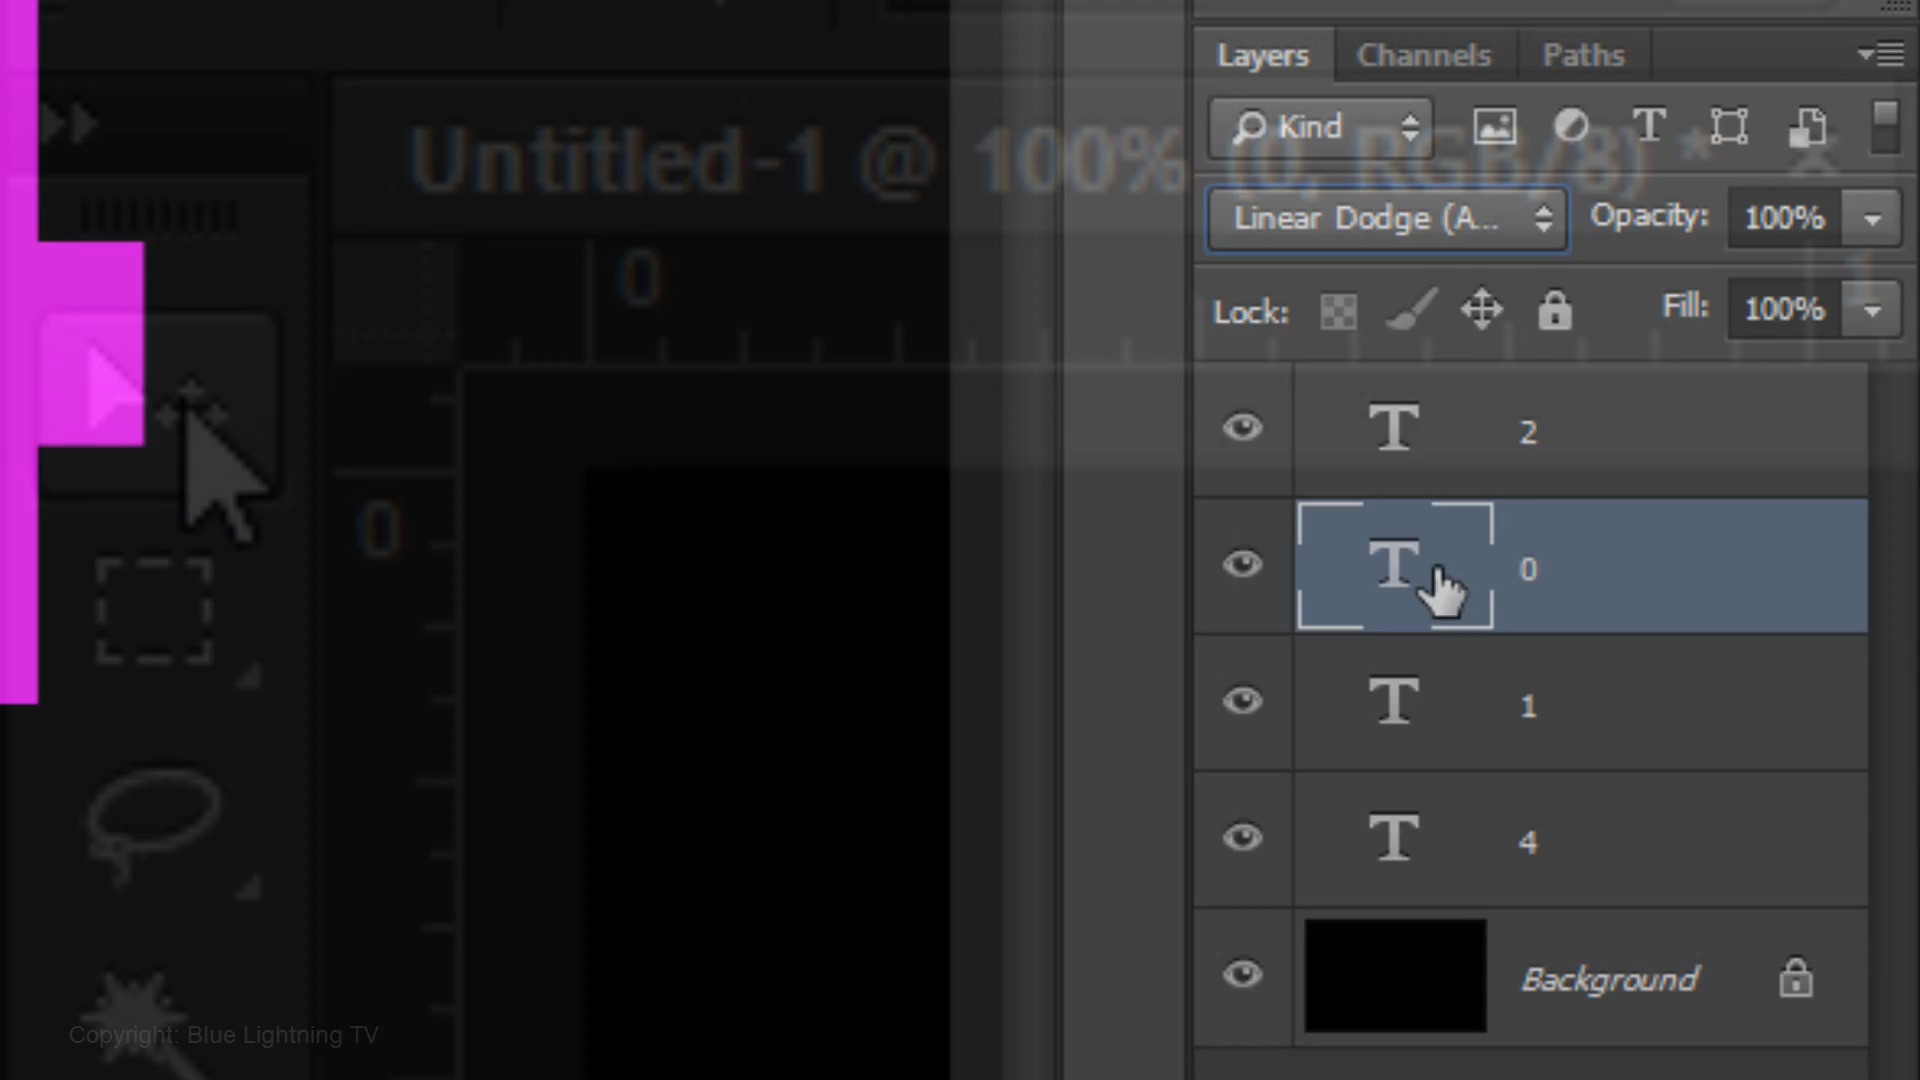 Layers Channels Paths
Kind
Untitled-1 @ 100% (0, RGB/8) *
Linear Dodge (A... Opacity: 100%
0
Lock: Fill: 100%
1
T 2
0
T 0
T 1
T 4
Background
Copyright: Blue Lightning TV